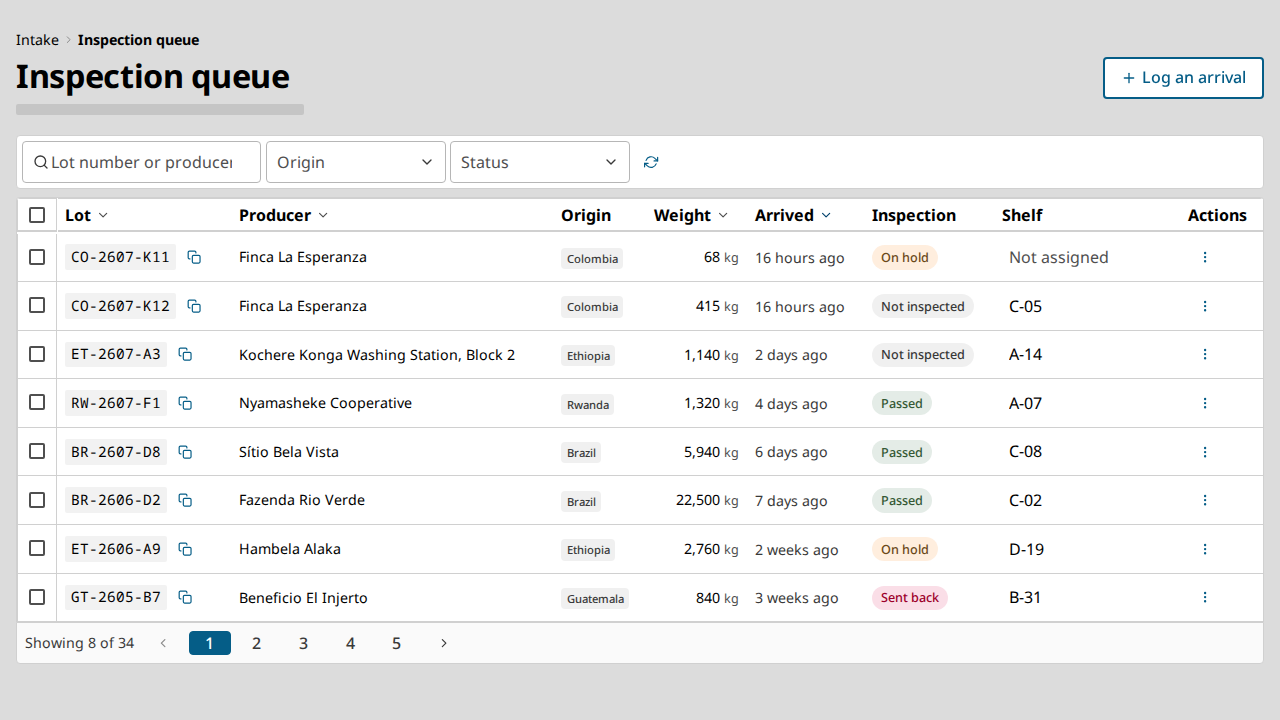 Intake > Inspection queue
Inspection queue
+ Log an arrival
Lot number or producer Origin Status
Lot Producer Origin Weight Arrived Inspection Shelf Actions
CO-2607-K11 Finca La Esperanza Colombia 68 kg 16 hours ago On hold Not assigned
CO-2607-K12 Finca La Esperanza Colombia 415 kg 16 hours ago Not inspected C-05
ET-2607-A3 Kochere Konga Washing Station, Block 2 Ethiopia 1,140 kg 2 days ago Not inspected A-14
RW-2607-F1 Nyamasheke Cooperative Rwanda 1,320 kg 4 days ago Passed A-07
BR-2607-D8 Sítio Bela Vista Brazil 5,940 kg 6 days ago Passed C-08
BR-2606-D2 Fazenda Rio Verde Brazil 22,500 kg 7 days ago Passed C-02
ET-2606-A9 Hambela Alaka Ethiopia 2,760 kg 2 weeks ago On hold D-19
GT-2605-B7 Beneficio El Injerto Guatemala 840 kg 3 weeks ago Sent back B-31
Showing 8 of 34 1 2 3 4 5